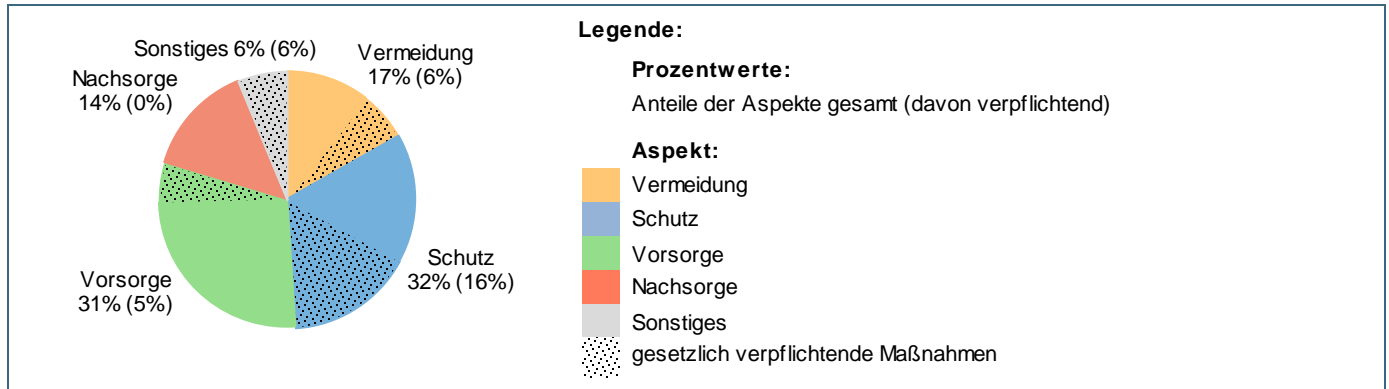 Sonstiges 6% (6%)
Vermeidung
17% (6%)
Nachsorge
14% (0%)
Schutz
32% (16%)
Vorsorge
31% (5%)
Legende:
Prozentwerte:
Anteile der Aspekte gesamt (davon verpflichtend)
Aspekt:
Vermeidung
Schutz
Vorsorge
Nachsorge
Sonstiges
gesetzlich verpflichtende Maßnahmen